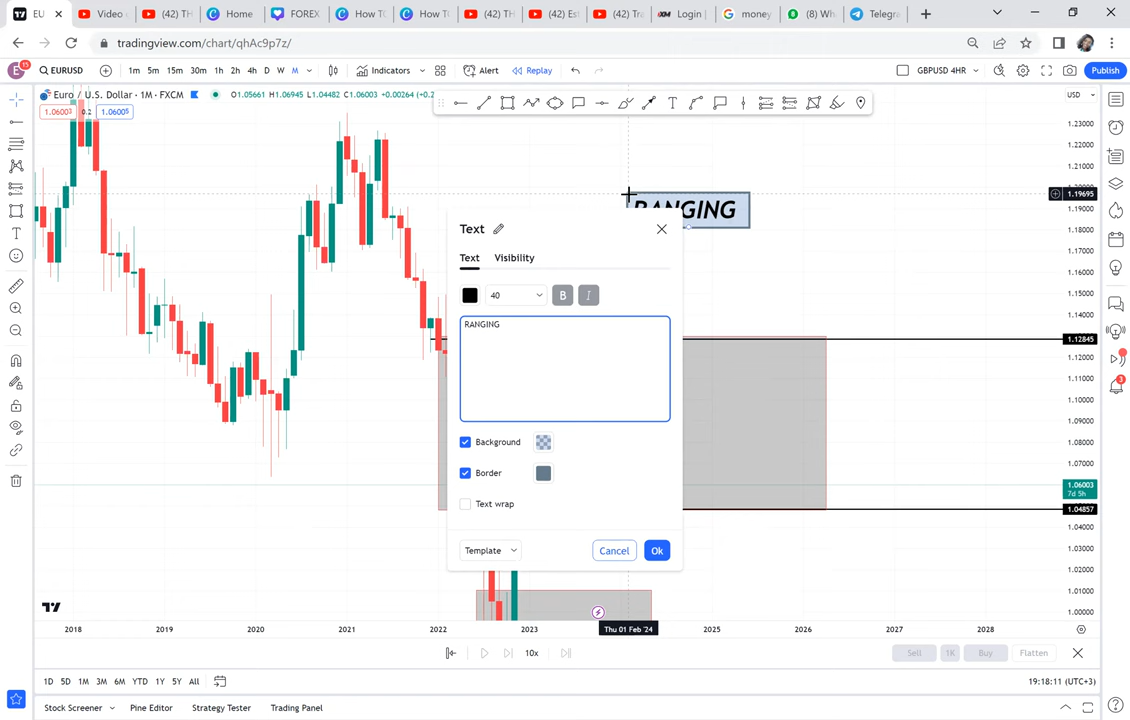 EU
Video
(42) TH
Home
FOREX
How TO
How TO
(42) TH
(42) Est
(42) Tra
XM Login
money
(8) Wh
Telegra
tradingview.com/chart/qhAc9p7z/
E 15 EURUSD 1m 5m 15m 30m 1h 2h 4h D W M Indicators Alert Replay GBPUSD 4HR Publish
Euro / U.S. Dollar · 1M · FXCM O1.05661 H1.06945 L1.04482 C1.06003 +0.00264 (+0.2 USD
1.06003 0.2 1.06005
1.23000
1.22000
1.21000
1.19695
1.19000
1.18000
1.17000
1.16000
1.15000
1.14000
1.12845
1.12000
1.11000
1.10000
1.09000
1.08000
1.07000
1.06003
7d 5h
1.04857
1.04000
1.03000
1.02000
1.01000
1.00000
RANGING
Text
Text Visibility
40 B I
RANGING
Background
Border
Text wrap
Template Cancel Ok
3
2018 2019 2020 2021 2022 2023 Thu 01 Feb '24 2025 2026 2027 2028
10x Sell 1K Buy Flatten
1D 5D 1M 3M 6M YTD 1Y 5Y All 19:18:11 (UTC+3)
Stock Screener Pine Editor Strategy Tester Trading Panel